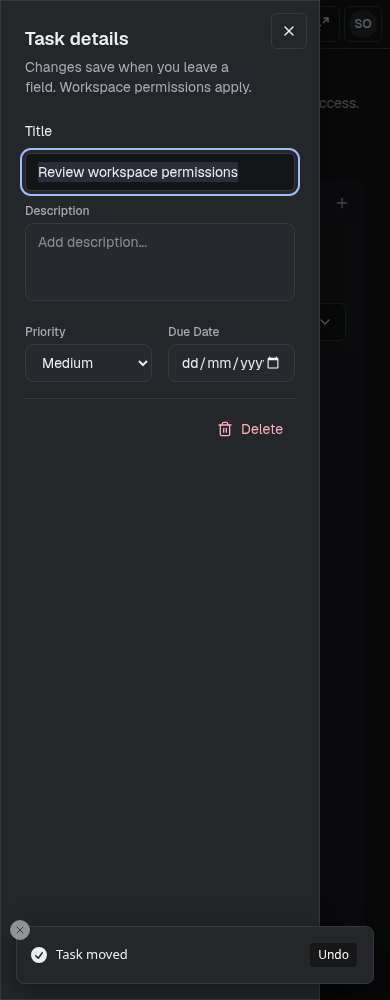 Task details
SO
Changes save when you leave a
field. Workspace permissions apply.
ccess.
Title
Review workspace permissions
Description
Add description...
Priority
Due Date
Medium
dd/mm/yyy
Delete
Task moved
Undo